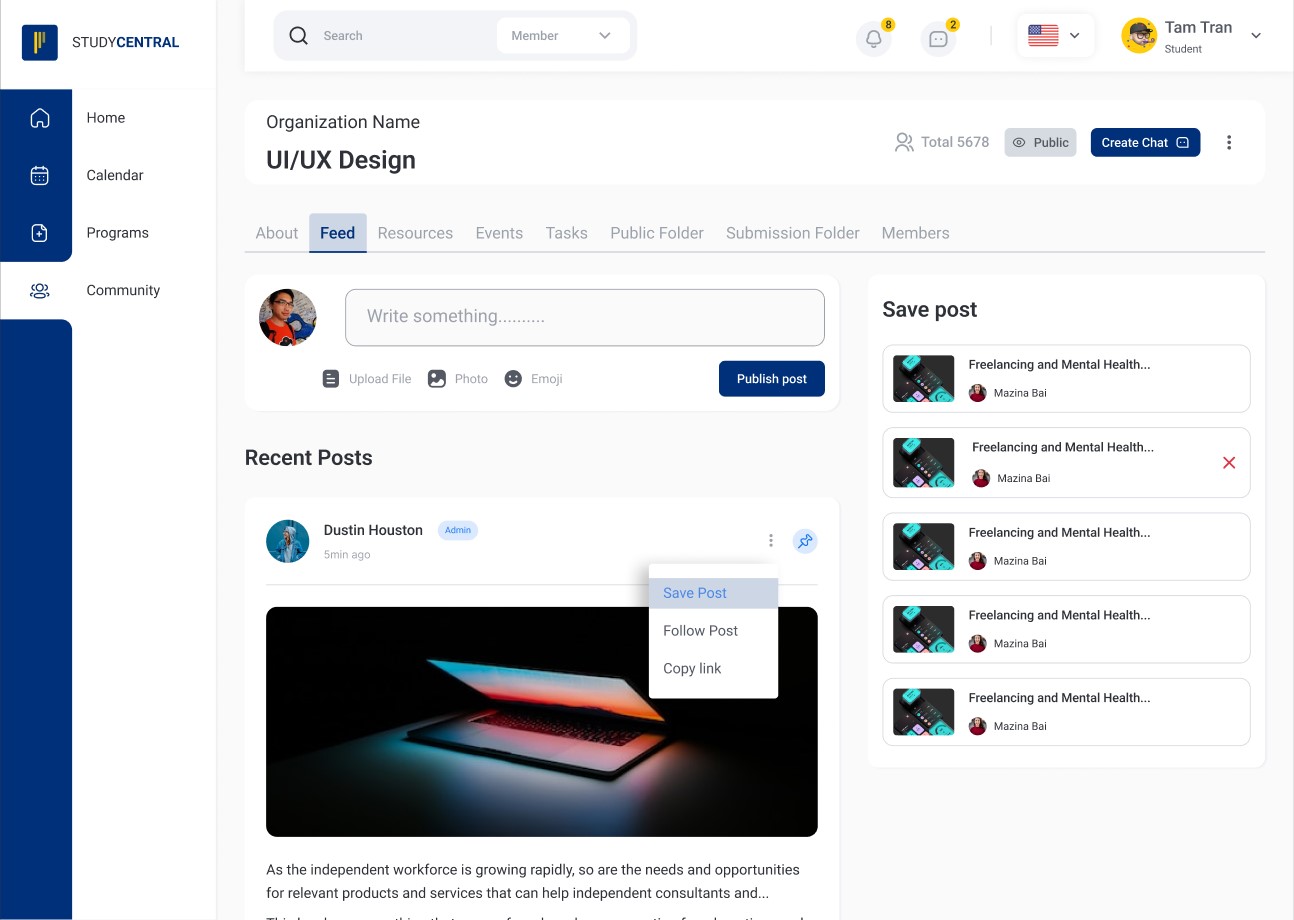 STUDYCENTRAL
Search
Member
8
2
Tam Tran
Student
Home
Calendar
Programs
Community
Organization Name
UI/UX Design
Total 5678
Public
Create Chat
About
Feed
Resources
Events
Tasks
Public Folder
Submission Folder
Members
Write something..........
Upload File
Photo
Emoji
Publish post
Recent Posts
Dustin Houston
Admin
5min ago
Save Post
Follow Post
Copy link
As the independent workforce is growing rapidly, so are the needs and opportunities
for relevant products and services that can help independent consultants and...
Save post
Freelancing and Mental Health...
Mazina Bai
Freelancing and Mental Health...
Mazina Bai
Freelancing and Mental Health...
Mazina Bai
Freelancing and Mental Health...
Mazina Bai
Freelancing and Mental Health...
Mazina Bai